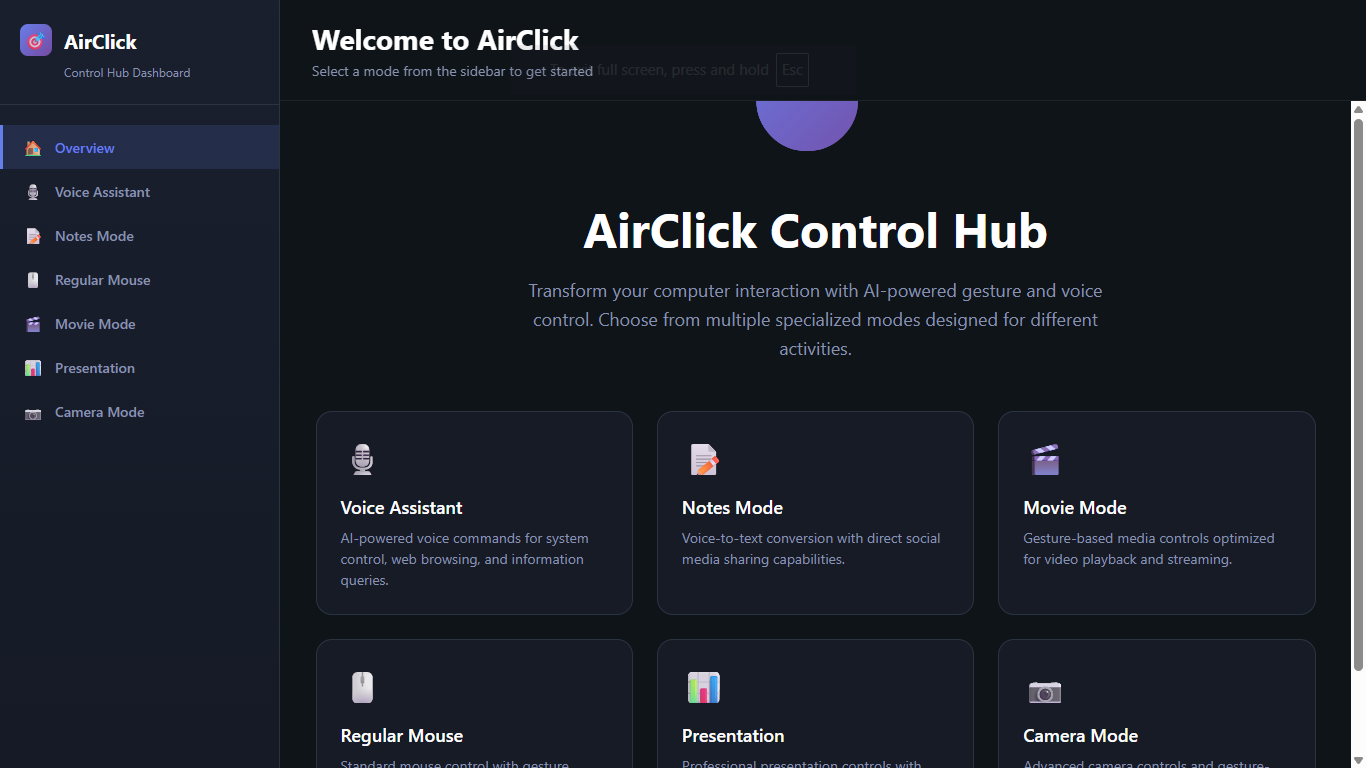 AirClick
Control Hub Dashboard
Overview
Voice Assistant
Notes Mode
Regular Mouse
Movie Mode
Presentation
Camera Mode
Welcome to AirClick
Select a mode from the sidebar to get started
full screen, press and hold Esc
AirClick Control Hub
Transform your computer interaction with AI-powered gesture and voice
control. Choose from multiple specialized modes designed for different
activities.
Voice Assistant
AI-powered voice commands for system
control, web browsing, and information
queries.
Notes Mode
Voice-to-text conversion with direct social
media sharing capabilities.
Movie Mode
Gesture-based media controls optimized
for video playback and streaming.
Regular Mouse
Standard mouse control with gesture
Presentation
Professional presentation controls with
Camera Mode
Advanced camera controls and gesture-